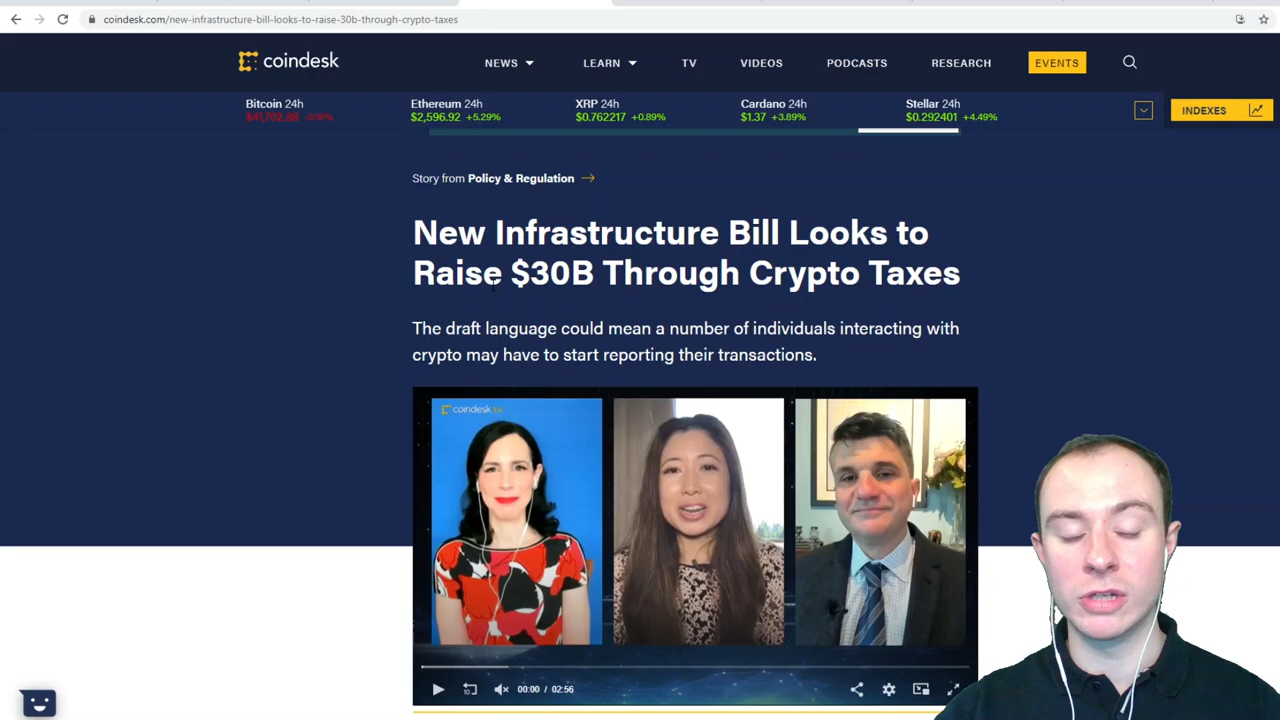 coindesk.com/new-infrastructure-bill-looks-to-raise-30b-through-crypto-taxes
coindesk
NEWS
LEARN
TV
VIDEOS
PODCASTS
RESEARCH
EVENTS
Bitcoin 24h
Ethereum 24h
XRP 24h
Cardano 24h
Stellar 24h
$2,596.92 +5.29%
$0.762217 +0.89%
$1.37 +3.89%
$0.292401 +4.49%
INDEXES
Story from Policy & Regulation
New Infrastructure Bill Looks to
Raise $30B Through Crypto Taxes
The draft language could mean a number of individuals interacting with
crypto may have to start reporting their transactions.
coindesk tv
10
00:00 / 02:56